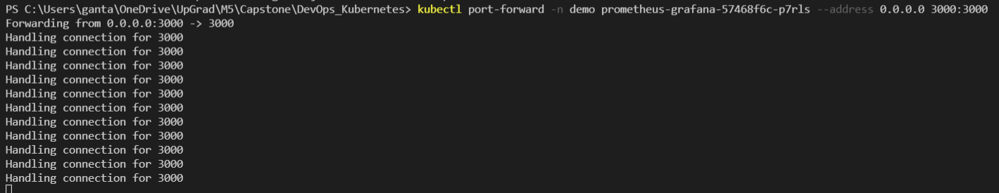 PS C:\Users\ganta\OneDrive\UpGrad\M5\Capstone\DevOps_Kubernetes> kubectl port-forward -n demo prometheus-grafana-57468f6c-p7rls --address 0.0.0.0 3000:3000
Forwarding from 0.0.0.0:3000 -> 3000
Handling connection for 3000
Handling connection for 3000
Handling connection for 3000
Handling connection for 3000
Handling connection for 3000
Handling connection for 3000
Handling connection for 3000
Handling connection for 3000
Handling connection for 3000
Handling connection for 3000
Handling connection for 3000